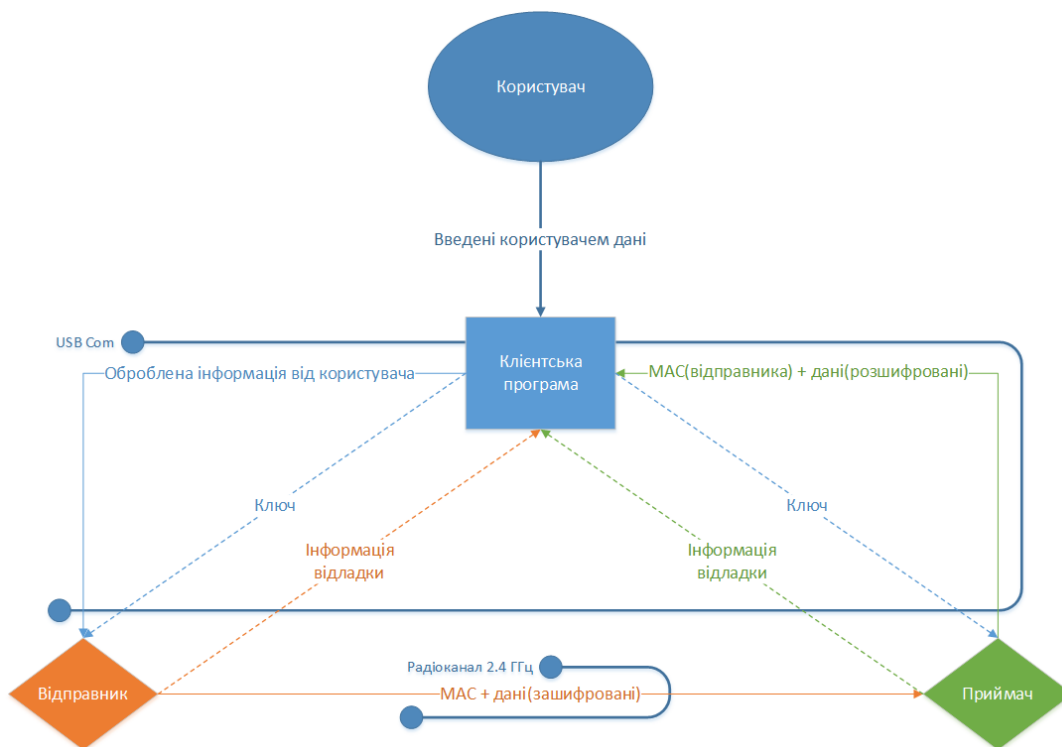 Користувач
Введені користувачем дані
USB Com
Клієнтська
програма
Оброблена інформація від користувача
MAC(відправника) + дані(розшифровані)
Ключ
Ключ
Інформація
відладки
Інформація
відладки
Радіоканал 2.4 ГГц
Відправник
MAC + дані(зашифровані)
Приймач